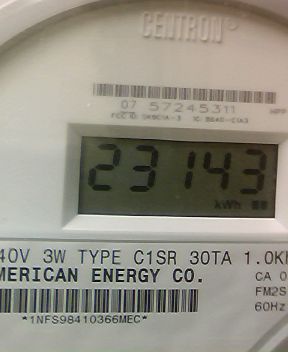 CENTRON®
07 57245311
23143
kWh
40V 3W TYPE C1SR 30TA 1.0K
MERICAN ENERGY CO.
CA 0
FM2S
60Hz
*1NFS98410366MEC*